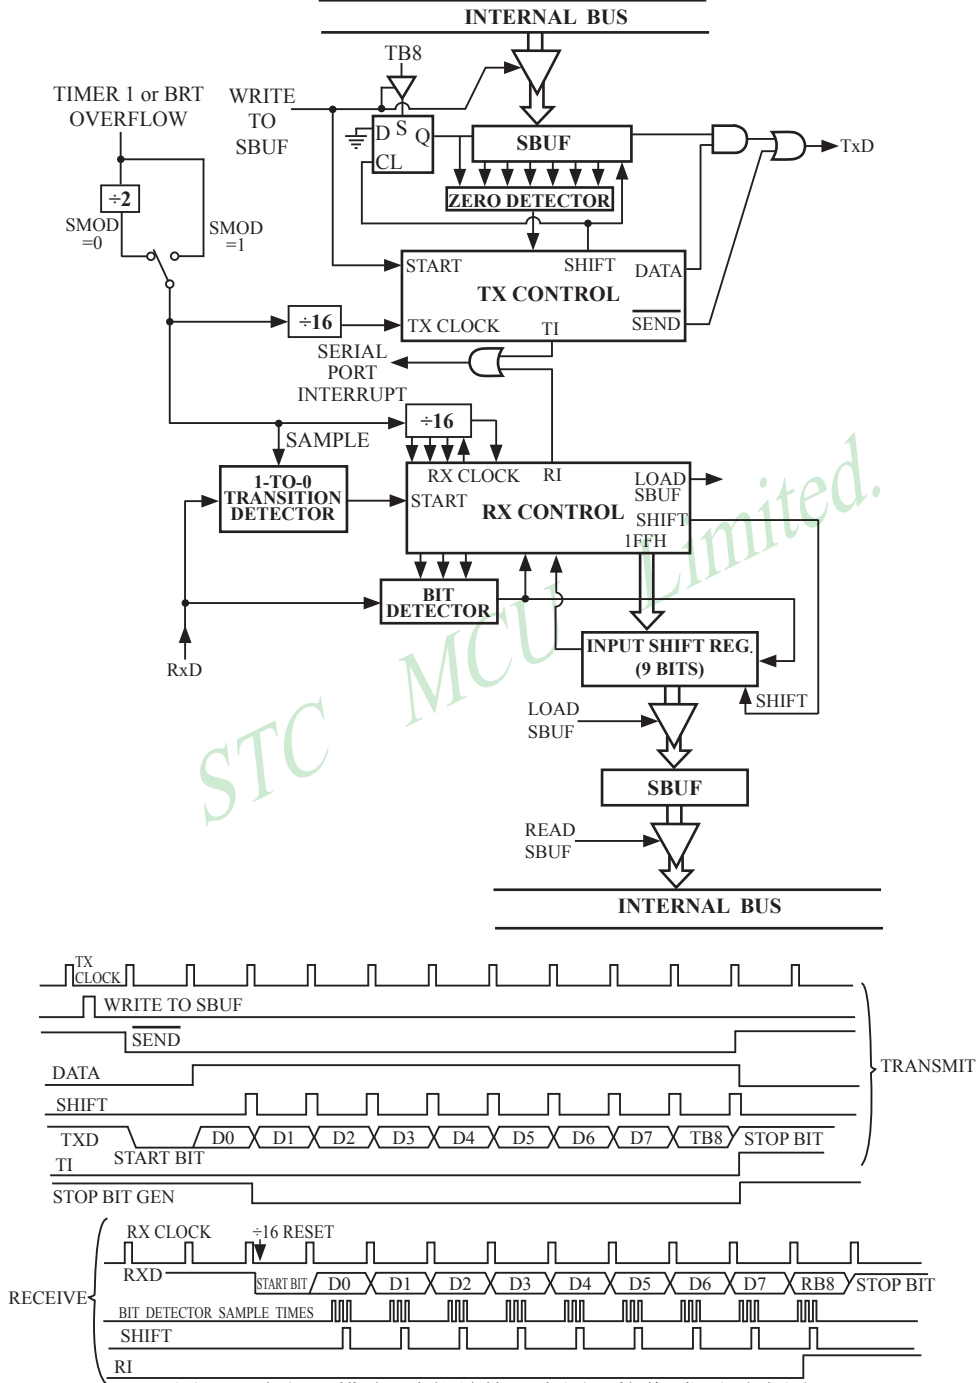 INTERNAL BUS
TB8
TIMER 1 or BRT
OVERFLOW
WRITE
TO
SBUF
D S Q
CL
SBUF
TxD
÷2
ZERO DETECTOR
SMOD
=0
SMOD
=1
START
SHIFT
DATA
TX CONTROL
÷16
TX CLOCK
TI
SEND
SERIAL
PORT
INTERRUPT
÷16
SAMPLE
1-TO-0
TRANSITION
DETECTOR
RX CLOCK
RI
LOAD
SBUF
START
RX CONTROL
SHIFT
1FFH
BIT
DETECTOR
RxD
INPUT SHIFT REG.
(9 BITS)
SHIFT
LOAD
SBUF
SBUF
READ
SBUF
INTERNAL BUS
STC MCU Limited.
TX
CLOCK
WRITE TO SBUF
SEND
DATA
TRANSMIT
SHIFT
TXD
START BIT
D0 D1 D2 D3 D4 D5 D6 D7 TB8 STOP BIT
TI
STOP BIT GEN
RX CLOCK
÷16 RESET
RXD
START BIT D0 D1 D2 D3 D4 D5 D6 D7 RB8 STOP BIT
RECEIVE
BIT DETECTOR SAMPLE TIMES
SHIFT
RI